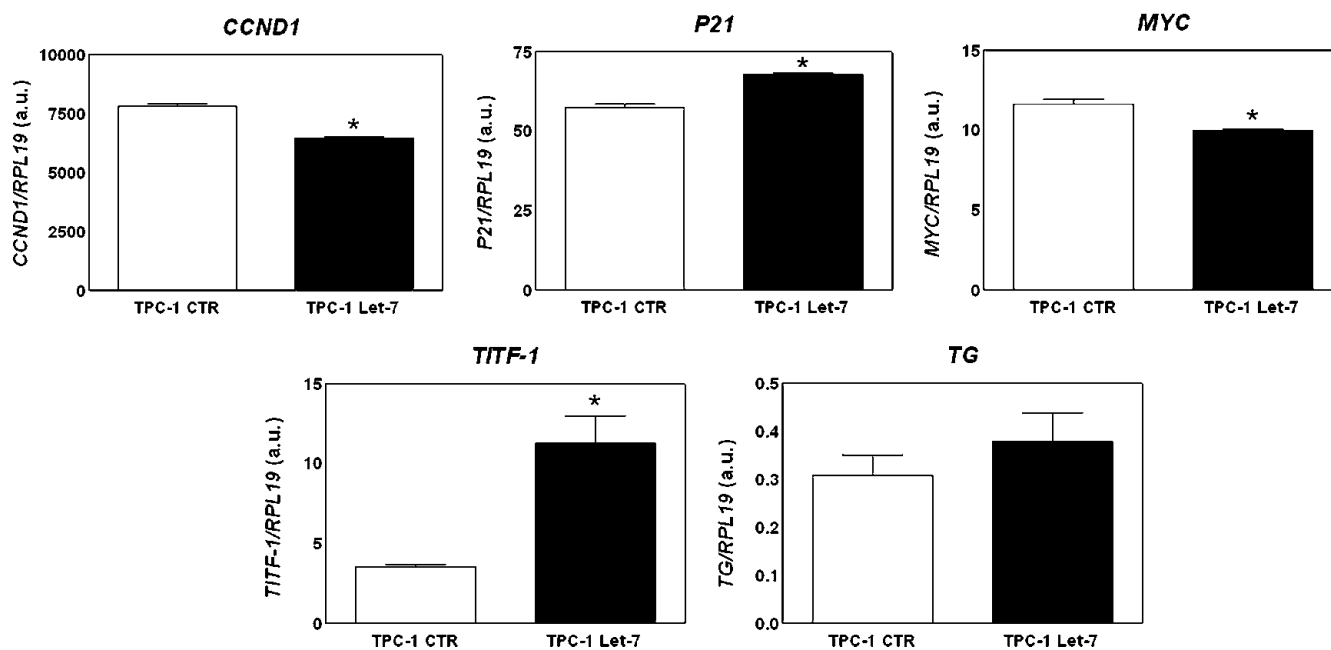 CCND1
CCND1/RPL19 (a.u.)
10000
7500
5000
2500
0
*
TPC-1 CTR
TPC-1 Let-7
P21
P21/RPL19 (a.u.)
75
50
25
0
*
TPC-1 CTR
TPC-1 Let-7
MYC
MYC/RPL19 (a.u.)
15
10
5
0
*
TPC-1 CTR
TPC-1 Let-7
TITF-1
TITF-1/RPL19 (a.u.)
15
10
5
0
*
TPC-1 CTR
TPC-1 Let-7
TG
TG/RPL19 (a.u.)
0.5
0.4
0.3
0.2
0.1
0.0
TPC-1 CTR
TPC-1 Let-7